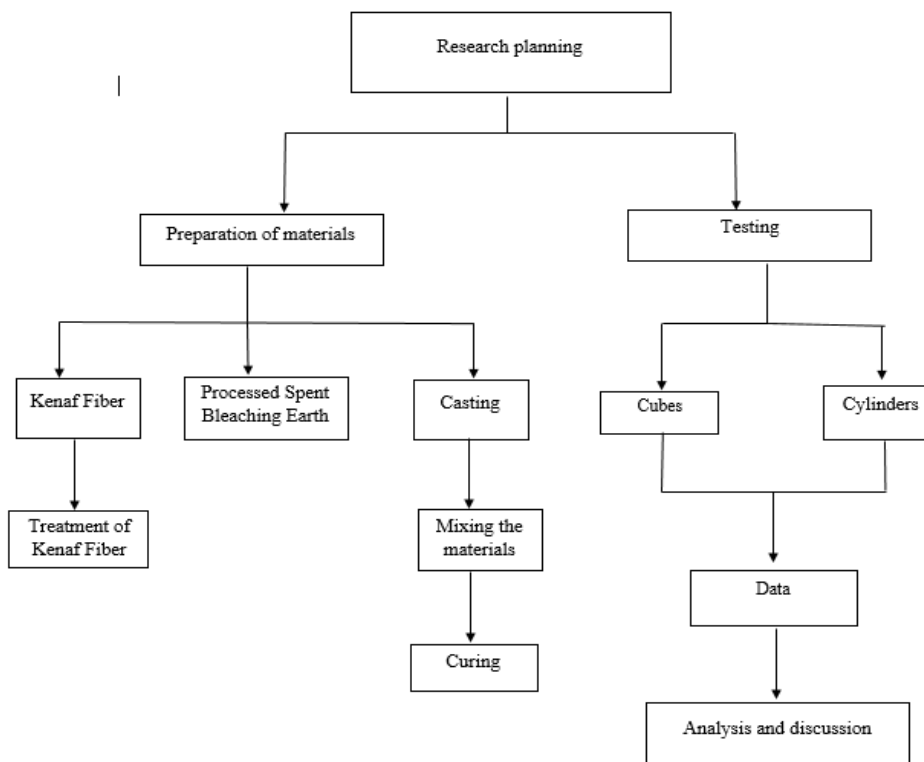 Research planning
Preparation of materials
Testing
Kenaf Fiber
Processed Spent
Bleaching Earth
Casting
Cubes
Cylinders
Treatment of
Kenaf Fiber
Mixing the
materials
Data
Curing
Analysis and discussion